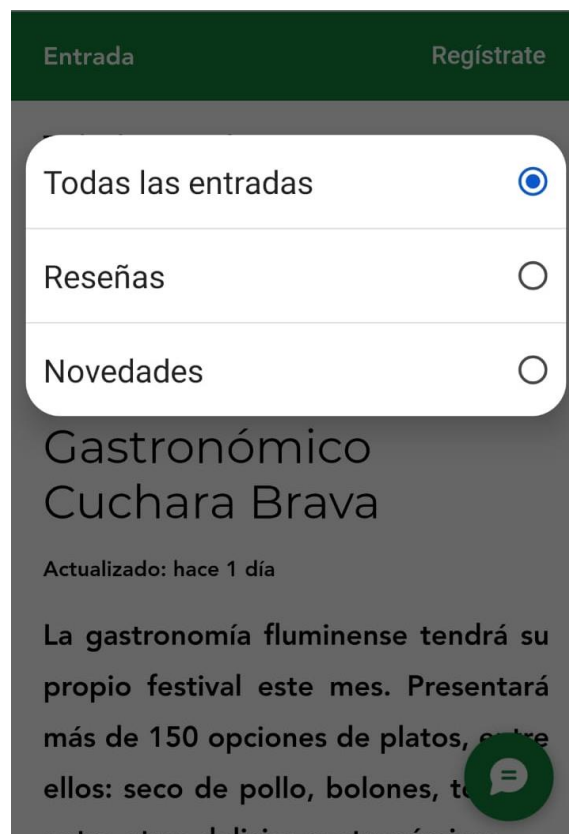 Entrada
Regístrate
Todas las entradas
Reseñas
Novedades
Gastronómico
Cuchara Brava
Actualizado: hace 1 día
La gastronomía fluminense tendrá su
propio festival este mes. Presentará
más de 150 opciones de platos,
ellos: seco de pollo, bolones,